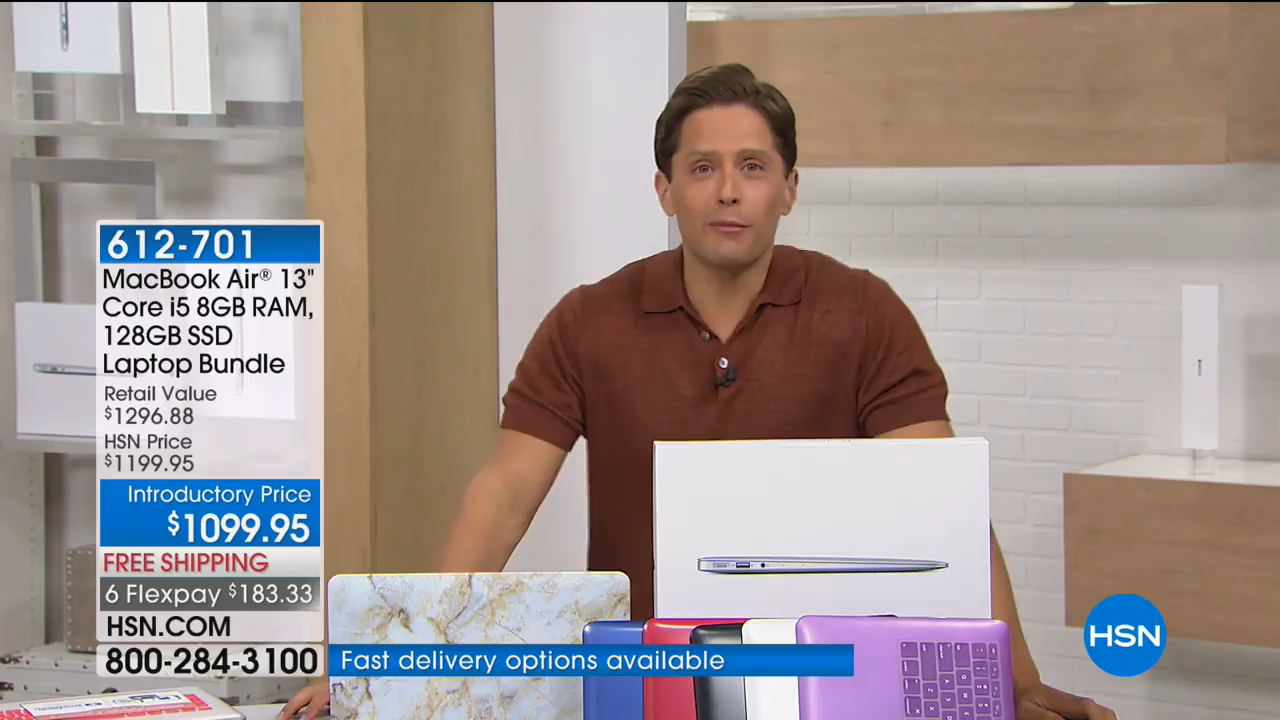 612-701
MacBook Air® 13"
Core i5 8GB RAM,
128GB SSD
Laptop Bundle
Retail Value
$1296.88
HSN Price
$1199.95
Introductory Price
$1099.95
FREE SHIPPING
6 Flexpay $183.33
HSN.COM
800-284-3100
Fast delivery options available
HSN